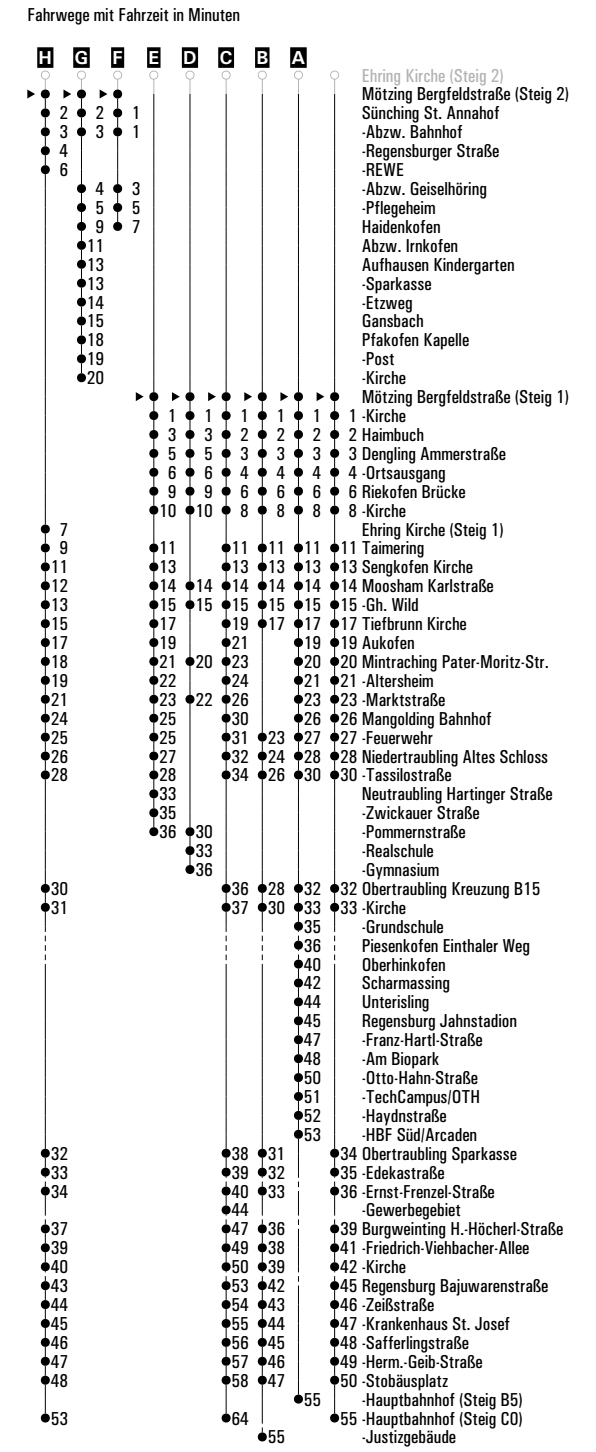 Fahrwege mit Fahrzeit in Minuten
H G F E D C B A
Ehring Kirche (Steig 2)
Mötzing Bergfeldstraße (Steig 2)
2 2 1 Sünching St. Annahof
3 3 1 -Abzw. Bahnhof
4 -Regensburger Straße
6 -REWE
4 3 -Abzw. Geiselhöring
5 5 -Pflegeheim
9 7 Haidenkofen
11 Abzw. Irnkofen
13 Aufhausen Kindergarten
13 -Sparkasse
14 -Etzweg
15 Gansbach
18 Pfakofen Kapelle
19 -Post
20 -Kirche
Mötzing Bergfeldstraße (Steig 1)
1 1 1 1 1 1 -Kirche
3 3 2 2 2 2 Haimbuch
5 5 3 3 3 3 Dengling Ammerstraße
6 6 4 4 4 4 -Ortsausgang
9 9 6 6 6 6 Riekofen Brücke
10 10 8 8 8 8 -Kirche
7 Ehring Kirche (Steig 1)
9 11 11 11 11 11 Taimering
11 13 13 13 13 13 Sengkofen Kirche
12 14 14 14 14 14 14 Moosham Karlstraße
13 15 15 15 15 15 15 -Gh. Wild
15 17 19 17 17 17 Tiefbrunn Kirche
17 19 21 19 19 Aukofen
18 21 20 23 20 20 Mintraching Pater-Moritz-Str.
19 22 24 21 21 -Altersheim
21 23 22 26 23 23 -Marktstraße
24 25 30 26 26 Mangolding Bahnhof
25 25 31 23 27 27 -Feuerwehr
26 27 32 24 28 28 Niedertraubling Altes Schloss
28 28 34 26 30 30 -Tassilostraße
33 Neutraubling Hartinger Straße
35 -Zwickauer Straße
36 30 -Pommernstraße
33 -Realschule
36 -Gymnasium
30 36 28 32 32 Obertraubling Kreuzung B15
31 37 30 33 33 -Kirche
35 -Grundschule
36 Piesenkofen Einthaler Weg
40 Oberhinkofen
42 Scharmassing
44 Unterisling
45 Regensburg Jahnstadion
47 -Franz-Hartl-Straße
48 -Am Biopark
50 -Otto-Hahn-Straße
51 -TechCampus/OTH
52 -Haydnstraße
53 -HBF Süd/Arcaden
32 38 31 34 Obertraubling Sparkasse
33 39 32 35 -Edekastraße
34 40 33 36 -Ernst-Frenzel-Straße
44 -Gewerbegebiet
37 47 36 39 Burgweinting H.-Höcherl-Straße
39 49 38 41 -Friedrich-Viehbacher-Allee
40 50 39 42 -Kirche
43 53 42 45 Regensburg Bajuwarenstraße
44 54 43 46 -Zeißstraße
45 55 44 47 -Krankenhaus St. Josef
46 56 45 48 -Safferlingstraße
47 57 46 49 -Herm.-Geib-Straße
48 58 47 50 -Stobäusplatz
55 -Hauptbahnhof (Steig B5)
53 64 55 -Hauptbahnhof (Steig C0)
55 -Justizgebäude